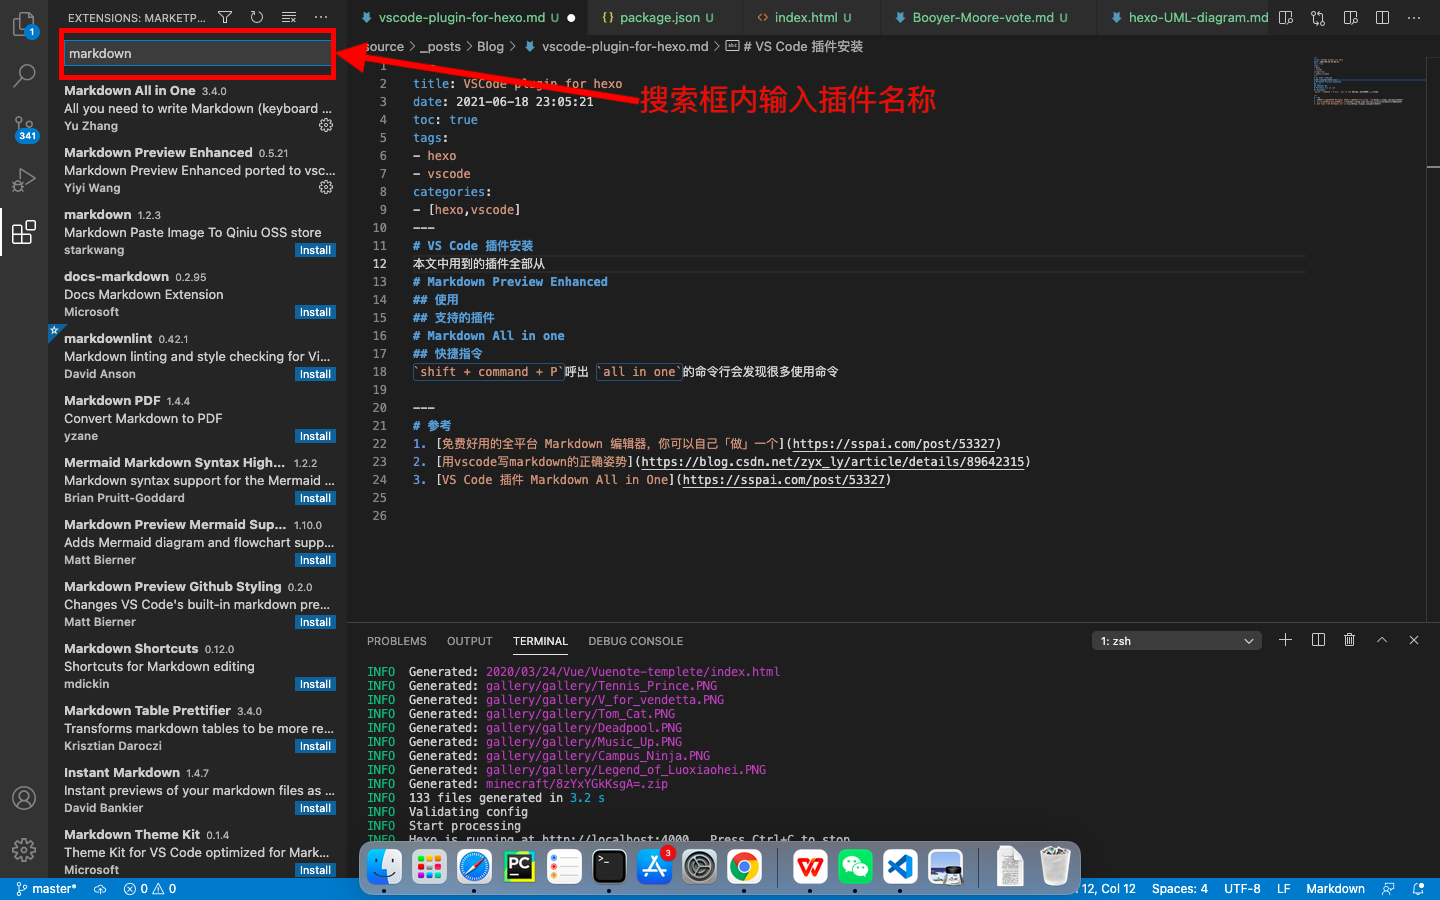 EXTENSIONS: MARKETP...
markdown
Markdown All in One 3.4.0
All you need to write Markdown (keyboard ...
Yu Zhang
Markdown Preview Enhanced 0.5.21
Markdown Preview Enhanced ported to vsc...
Yiyi Wang
markdown 1.2.3
Markdown Paste Image To Qiniu OSS store
starkwang Install
docs-markdown 0.2.95
Docs Markdown Extension
Microsoft Install
markdownlint 0.42.1
Markdown linting and style checking for Vi...
David Anson Install
Markdown PDF 1.4.4
Convert Markdown to PDF
yzane Install
Mermaid Markdown Syntax High... 1.2.2
Markdown syntax support for the Mermaid ...
Brian Pruitt-Goddard Install
Markdown Preview Mermaid Sup... 1.10.0
Adds Mermaid diagram and flowchart supp...
Matt Bierner Install
Markdown Preview Github Styling 0.2.0
Changes VS Code's built-in markdown pre...
Matt Bierner Install
Markdown Shortcuts 0.12.0
Shortcuts for Markdown editing
mdickin Install
Markdown Table Prettifier 3.4.0
Transforms markdown tables to be more re...
Krisztian Daroczi Install
Instant Markdown 1.4.7
Instant previews of your markdown files as ...
David Bankier Install
Markdown Theme Kit 0.1.4
Theme Kit for VS Code optimized for Mark...
Microsoft Install
1
341
vscode-plugin-for-hexo.md U
{} package.json U
<> index.html U
Booyer-Moore-vote.md U
hexo-UML-diagram.md
source > _posts > Blog > vscode-plugin-for-hexo.md > # VS Code 插件安装
搜索框内输入插件名称
1
2 title: VSCode plugin for hexo
3 date: 2021-06-18 23:05:21
4 toc: true
5 tags:
6 - hexo
7 - vscode
8 categories:
9 - [hexo,vscode]
10 ---
11 # VS Code 插件安装
12 本文中用到的插件全部从
13 # Markdown Preview Enhanced
14 ## 使用
15 ## 支持的插件
16 # Markdown All in one
17 ## 快捷指令
18 `shift + command + P`呼出 `all in one`的命令行会发现很多使用命令
19
20 ---
21 # 参考
22 1. [免费好用的全平台 Markdown 编辑器，你可以自己「做」一个](https://sspai.com/post/53327)
23 2. [用vscode写markdown的正确姿势](https://blog.csdn.net/zyx_ly/article/details/89642315)
24 3. [VS Code 插件 Markdown All in One](https://sspai.com/post/53327)
25
26
PROBLEMS OUTPUT TERMINAL DEBUG CONSOLE 1: zsh
INFO Generated: 2020/03/24/Vue/Vuenote-templete/index.html
INFO Generated: gallery/gallery/Tennis_Prince.PNG
INFO Generated: gallery/gallery/V_for_vendetta.PNG
INFO Generated: gallery/gallery/Tom_Cat.PNG
INFO Generated: gallery/gallery/Deadpool.PNG
INFO Generated: gallery/gallery/Music_Up.PNG
INFO Generated: gallery/gallery/Campus_Ninja.PNG
INFO Generated: gallery/gallery/Legend_of_Luoxiaohei.PNG
INFO Generated: minecraft/8zYxYGkKsgA=.zip
INFO 133 files generated in 3.2 s
INFO Validating config
INFO Start processing
INFO Hexo is running at http://localhost:4000 . Press Ctrl+C to stop.
PC
3
master* 0 0
12, Col 12 Spaces: 4 UTF-8 LF Markdown